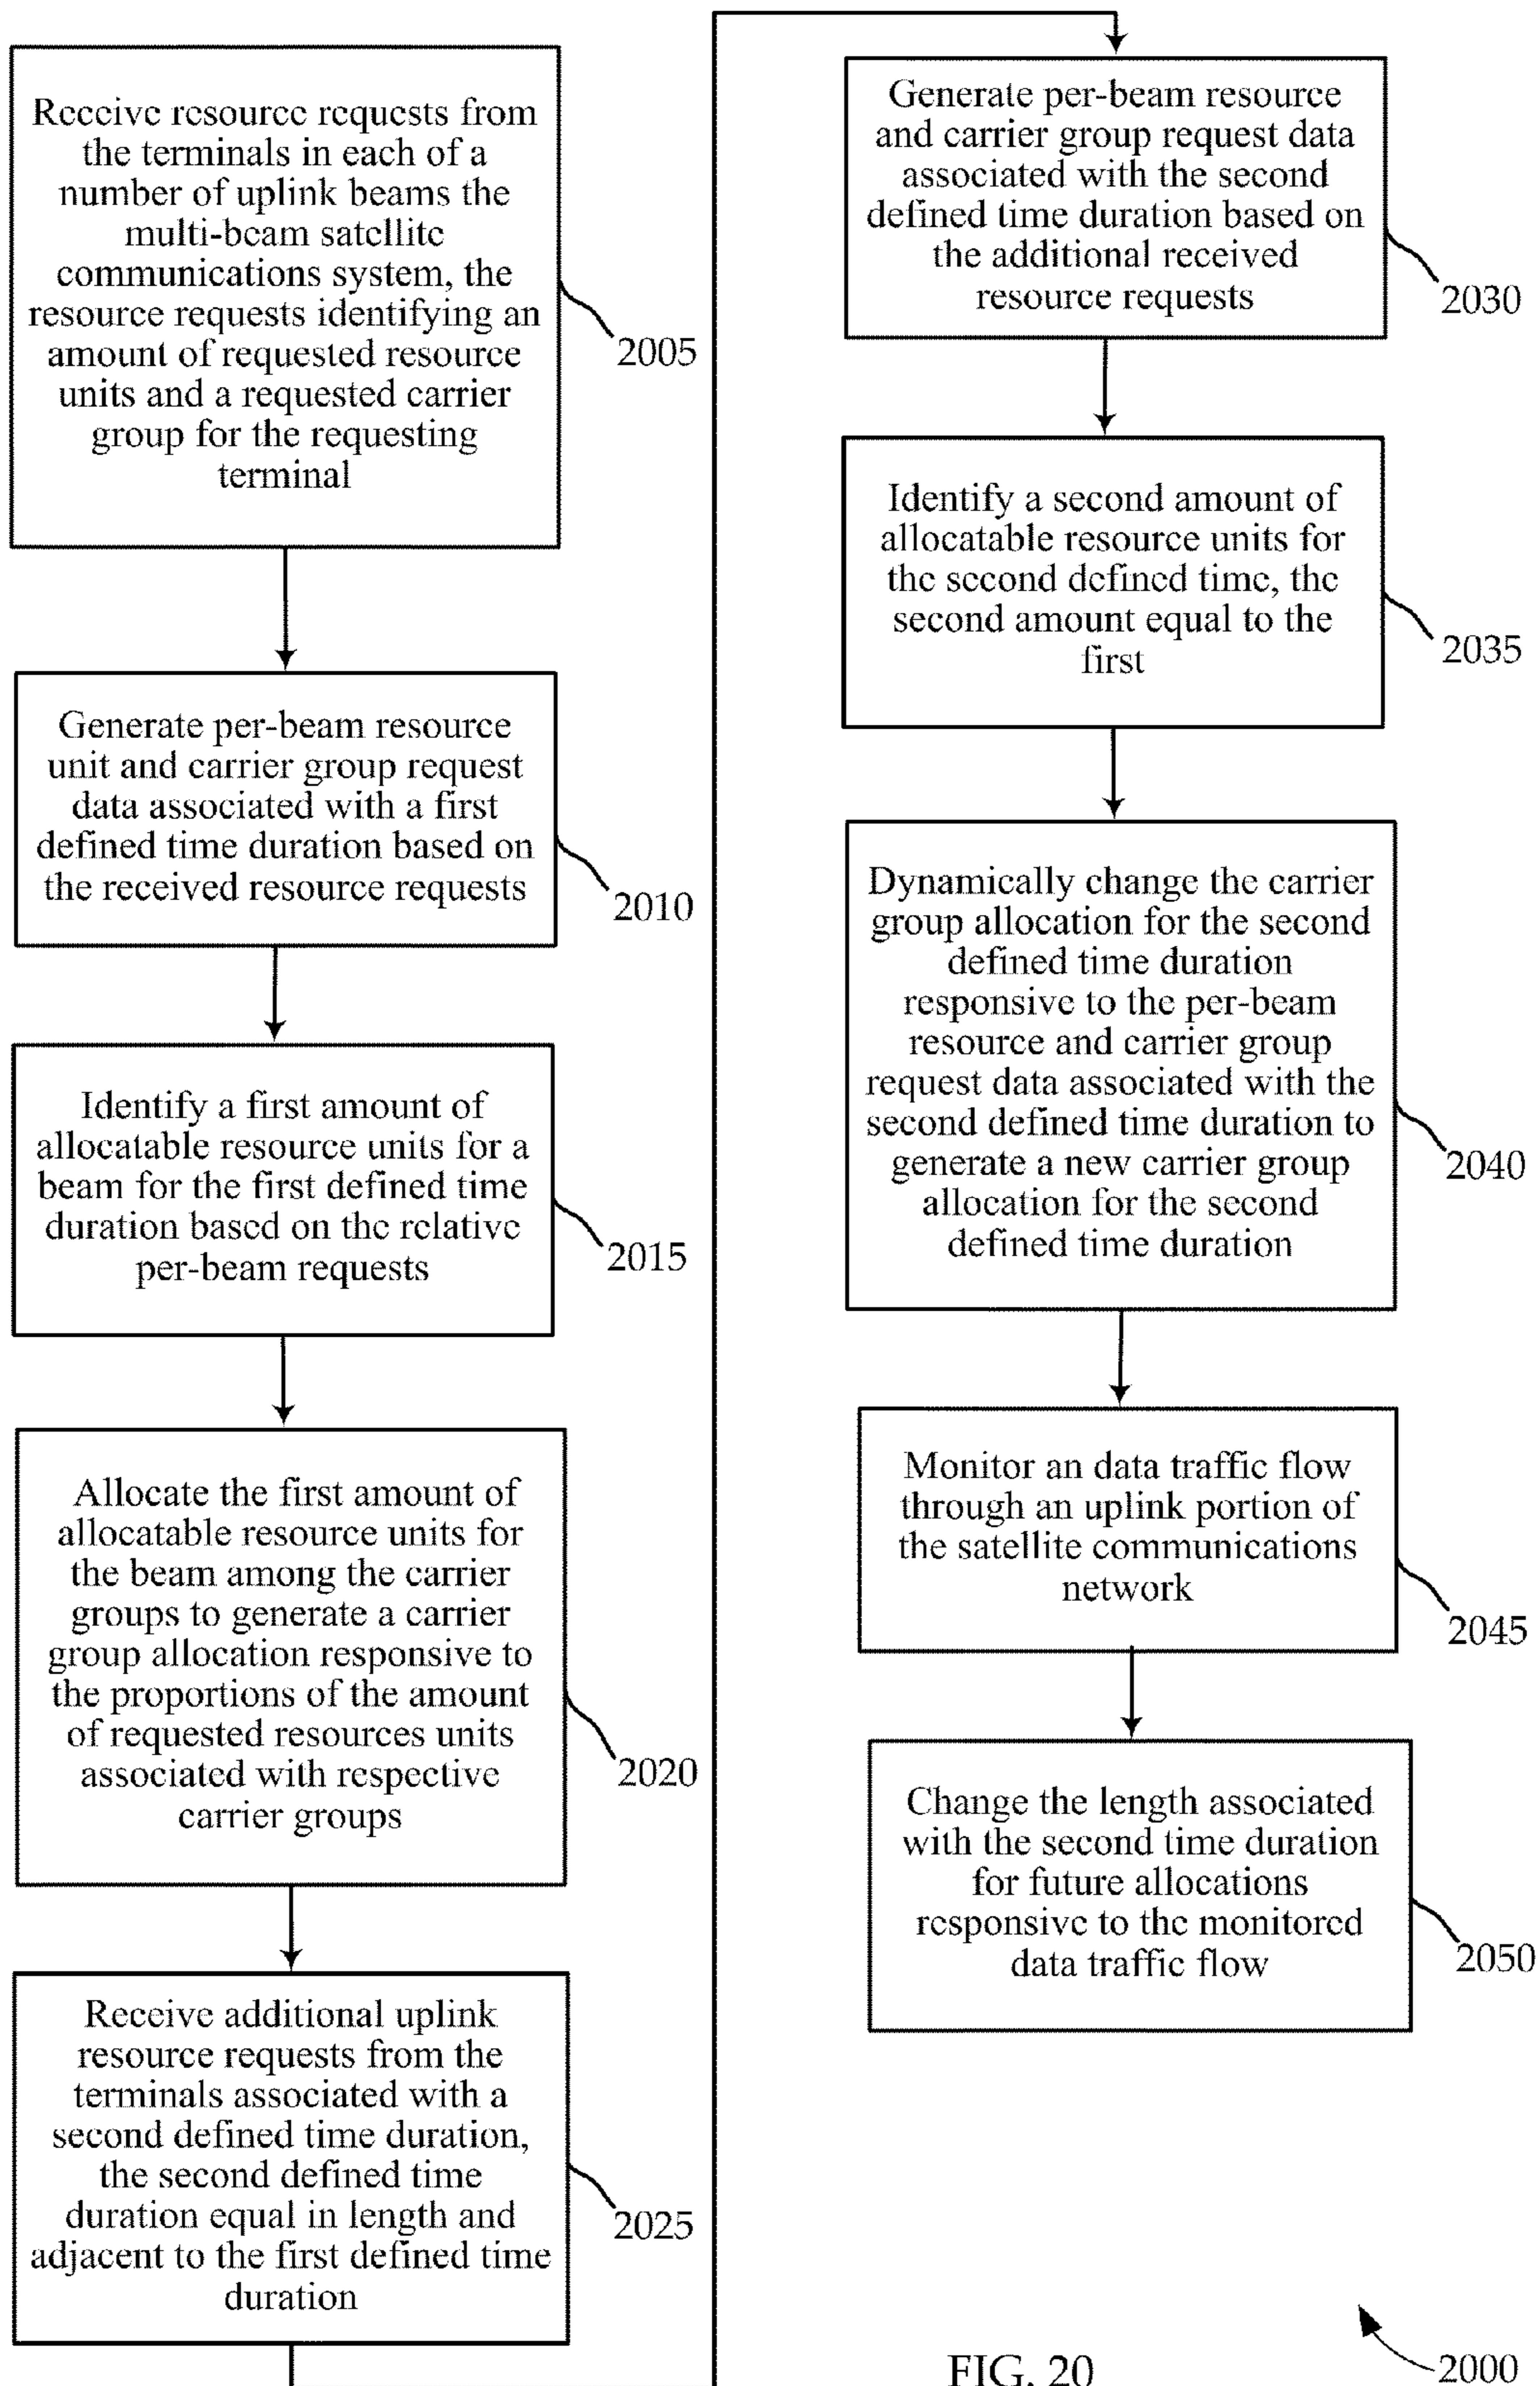 Receive resource requests from
the terminals in each of a
number of uplink beams the
multi-beam satellite
communications system, the
resource requests identifying an
amount of requested resource
units and a requested carrier
group for the requesting
terminal
2005
Generate per-beam resource
unit and carrier group request
data associated with a first
defined time duration based on
the received resource requests
2010
Identify a first amount of
allocatable resource units for a
beam for the first defined time
duration based on the relative
per-beam requests
2015
Allocate the first amount of
allocatable resource units for
the beam among the carrier
groups to generate a carrier
group allocation responsive to
the proportions of the amount
of requested resources units
associated with respective
carrier groups
2020
Receive additional uplink
resource requests from the
terminals associated with a
second defined time duration,
the second defined time
duration equal in length and
adjacent to the first defined time
duration
2025
Generate per-beam resource
and carrier group request data
associated with the second
defined time duration based on
the additional received
resource requests
2030
Identify a second amount of
allocatable resource units for
the second defined time, the
second amount equal to the
first
2035
Dynamically change the carrier
group allocation for the second
defined time duration
responsive to the per-beam
resource and carrier group
request data associated with the
second defined time duration to
generate a new carrier group
allocation for the second
defined time duration
2040
Monitor an data traffic flow
through an uplink portion of
the satellite communications
network
2045
Change the length associated
with the second time duration
for future allocations
responsive to the monitored
data traffic flow
2050
FIG. 20
2000